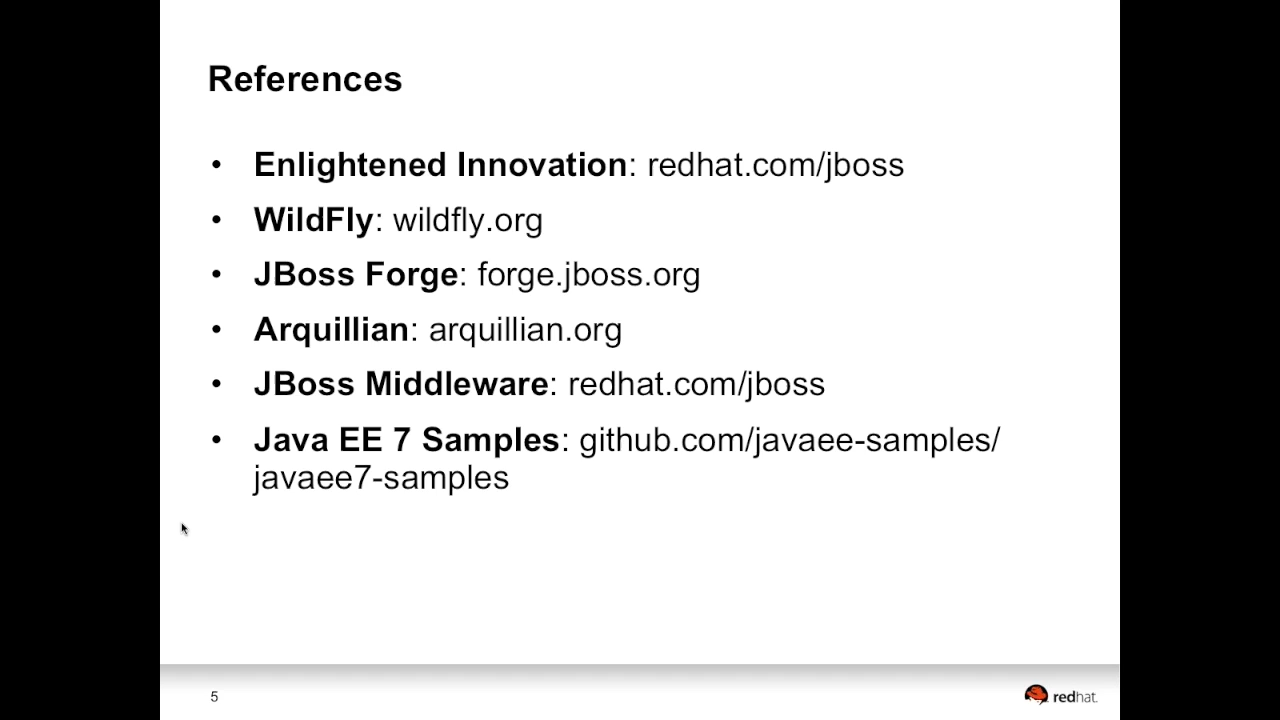 References
• Enlightened Innovation: redhat.com/jboss
• WildFly: wildfly.org
• JBoss Forge: forge.jboss.org
• Arquillian: arquillian.org
• JBoss Middleware: redhat.com/jboss
• Java EE 7 Samples: github.com/javaee-samples/
javaee7-samples
5
redhat.